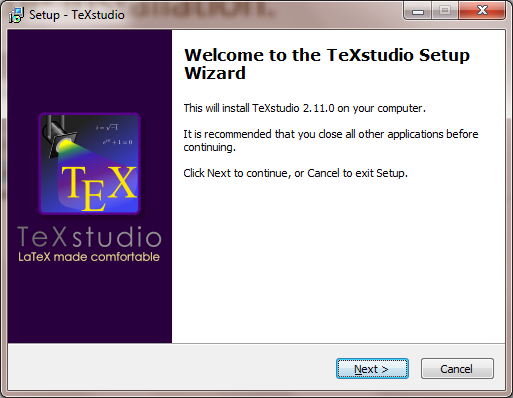 Setup - TeXstudio
Welcome to the TeXstudio Setup
Wizard
This will install TeXstudio 2.11.0 on your computer.
It is recommended that you close all other applications before
continuing.
Click Next to continue, or Cancel to exit Setup.
i = √-1
e^iπ + 1 = 0
TEX
TeXstudio
LaTeX made comfortable
Next >
Cancel